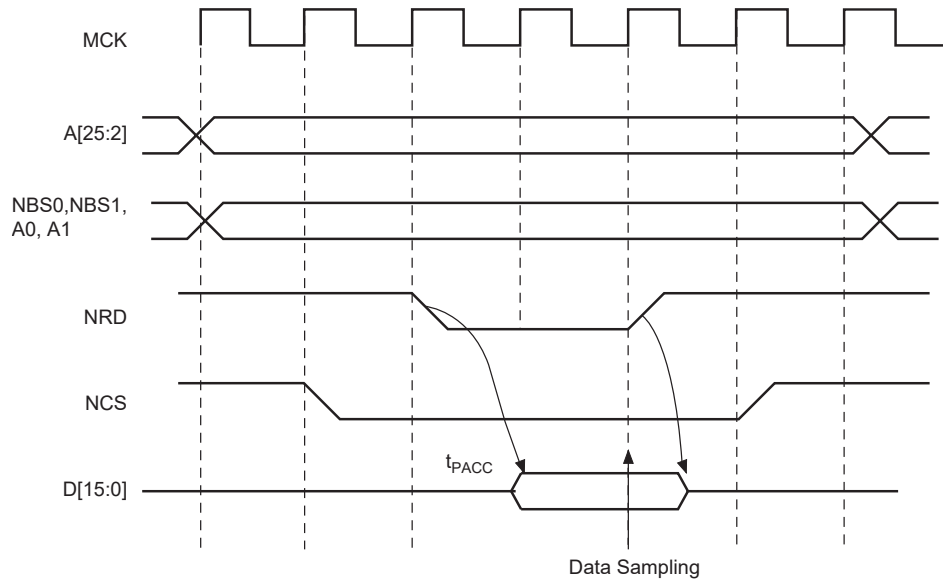 MCK
A[25:2]
NBS0,NBS1,
A0, A1
NRD
NCS
tPACC
D[15:0]
Data Sampling